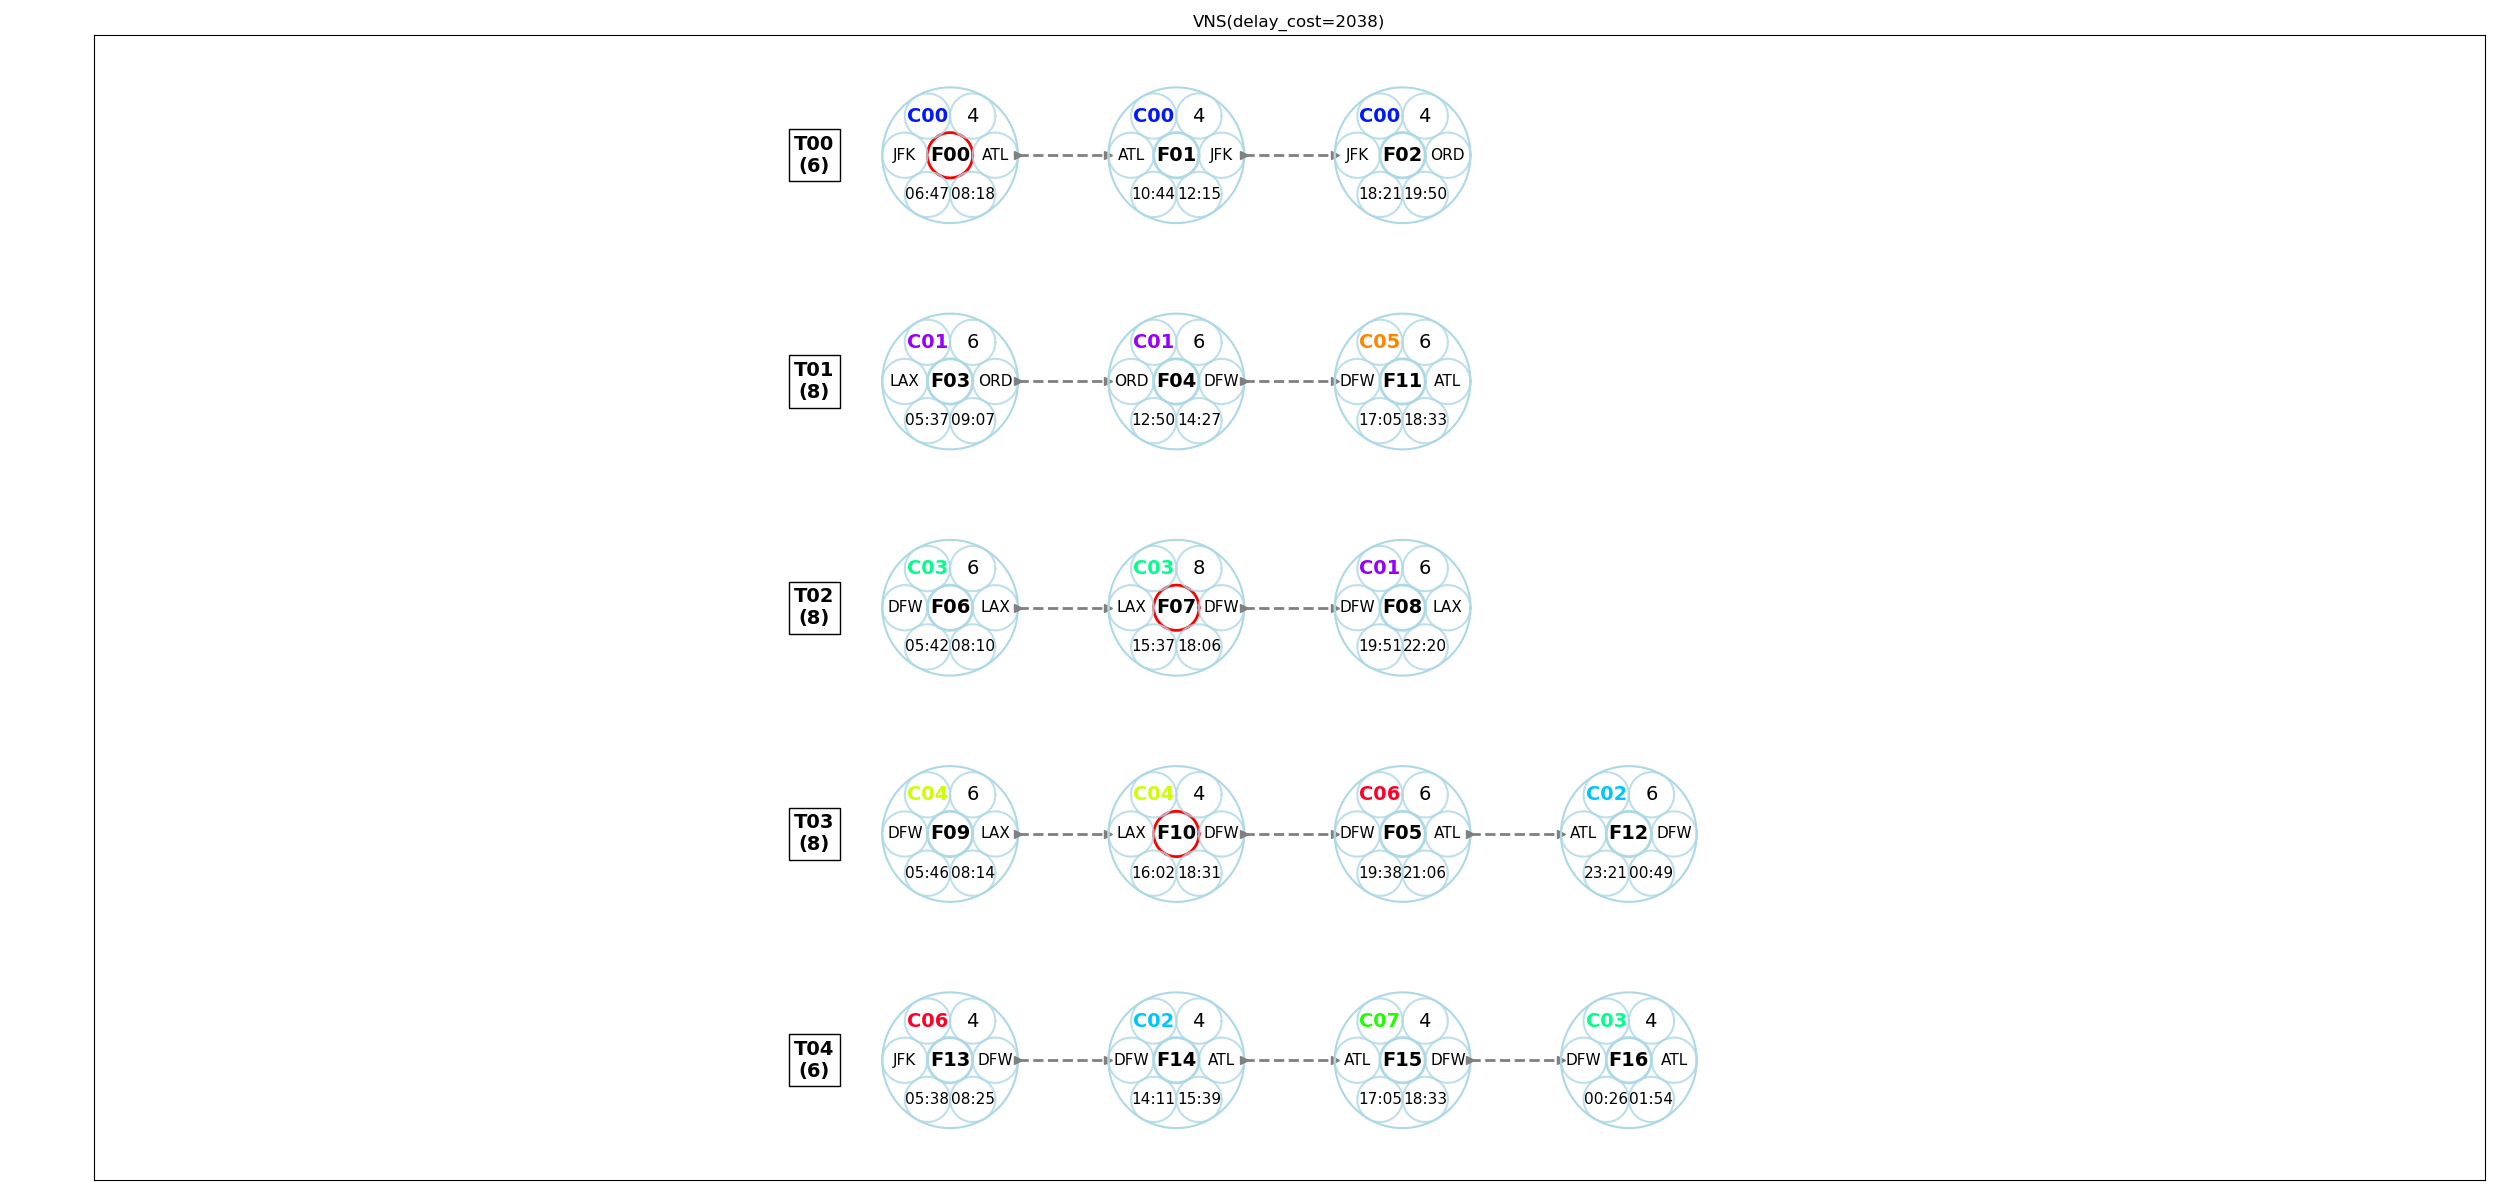 VNS(delay_cost=2038)
C00 4 C00 4 C00 4
T00
(6)
JFK F00 ATL ATL F01 JFK JFK F02 ORD
06:47 08:18 10:44 12:15 18:21 19:50
C01 6 C01 6 C05 6
T01
(8)
LAX F03 ORD ORD F04 DFW DFW F11 ATL
05:37 09:07 12:50 14:27 17:05 18:33
C03 6 C03 8 C01 6
T02
(8)
DFW F06 LAX LAX F07 DFW DFW F08 LAX
05:42 08:10 15:37 18:06 19:51 22:20
C04 6 C04 4 C06 6 C02 6
T03
(8)
DFW F09 LAX LAX F10 DFW DFW F05 ATL ATL F12 DFW
05:46 08:14 16:02 18:31 19:38 21:06 23:21 00:49
C06 4 C02 4 C07 4 C03 4
T04
(6)
JFK F13 DFW DFW F14 ATL ATL F15 DFW DFW F16 ATL
05:38 08:25 14:11 15:39 17:05 18:33 00:26 01:54